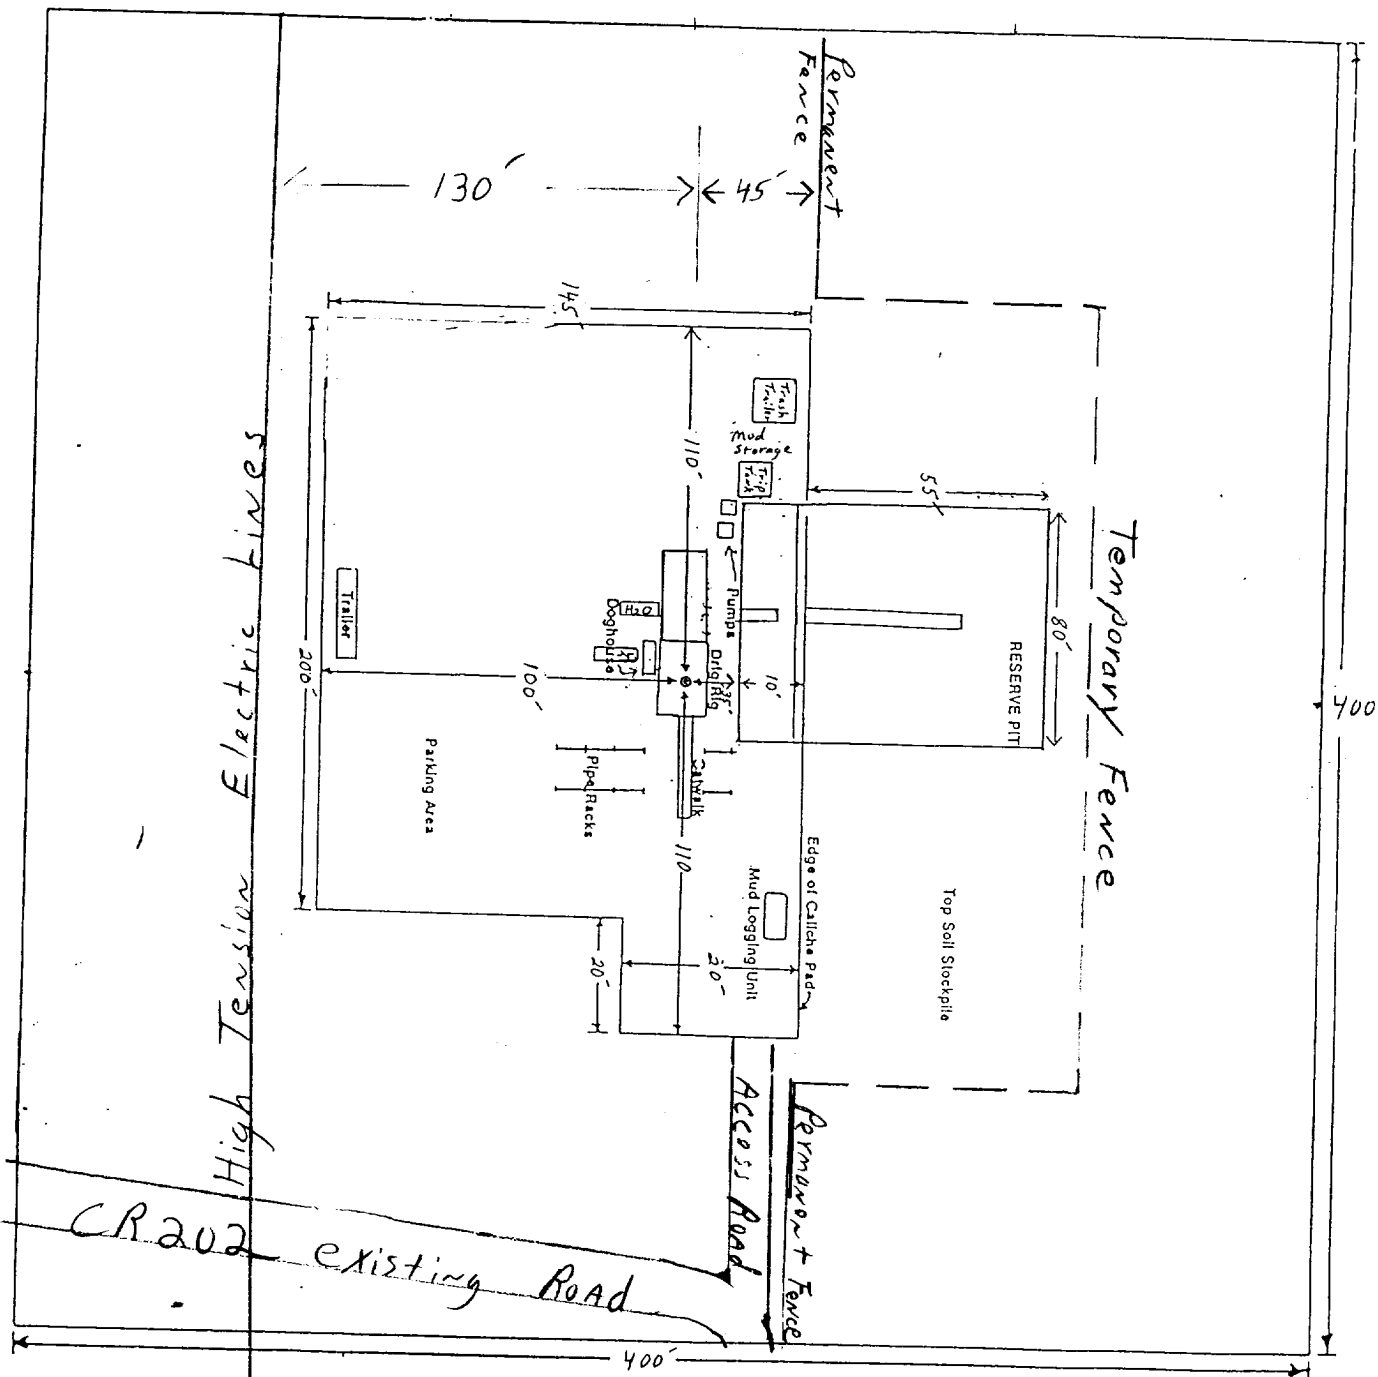 Permanent
Fence
130'
45'
145'
Trash
Trailer
Mud
Storage
Trip
Tank
110'
55'
80'
RESERVE PIT
Temporary Fence
400
Pumps
H2O
Doghouse
Drlg Rig
10'
35'
100'
200'
Trailer
High Tension Electric Lines
Parking Area
Pipe Racks
Catwalk
110
Mud Logging Unit
Edge of Caliche Pad
Top Soil Stockpile
20'
20'
Access Road
Permanent Fence
CR202 existing Road
400'